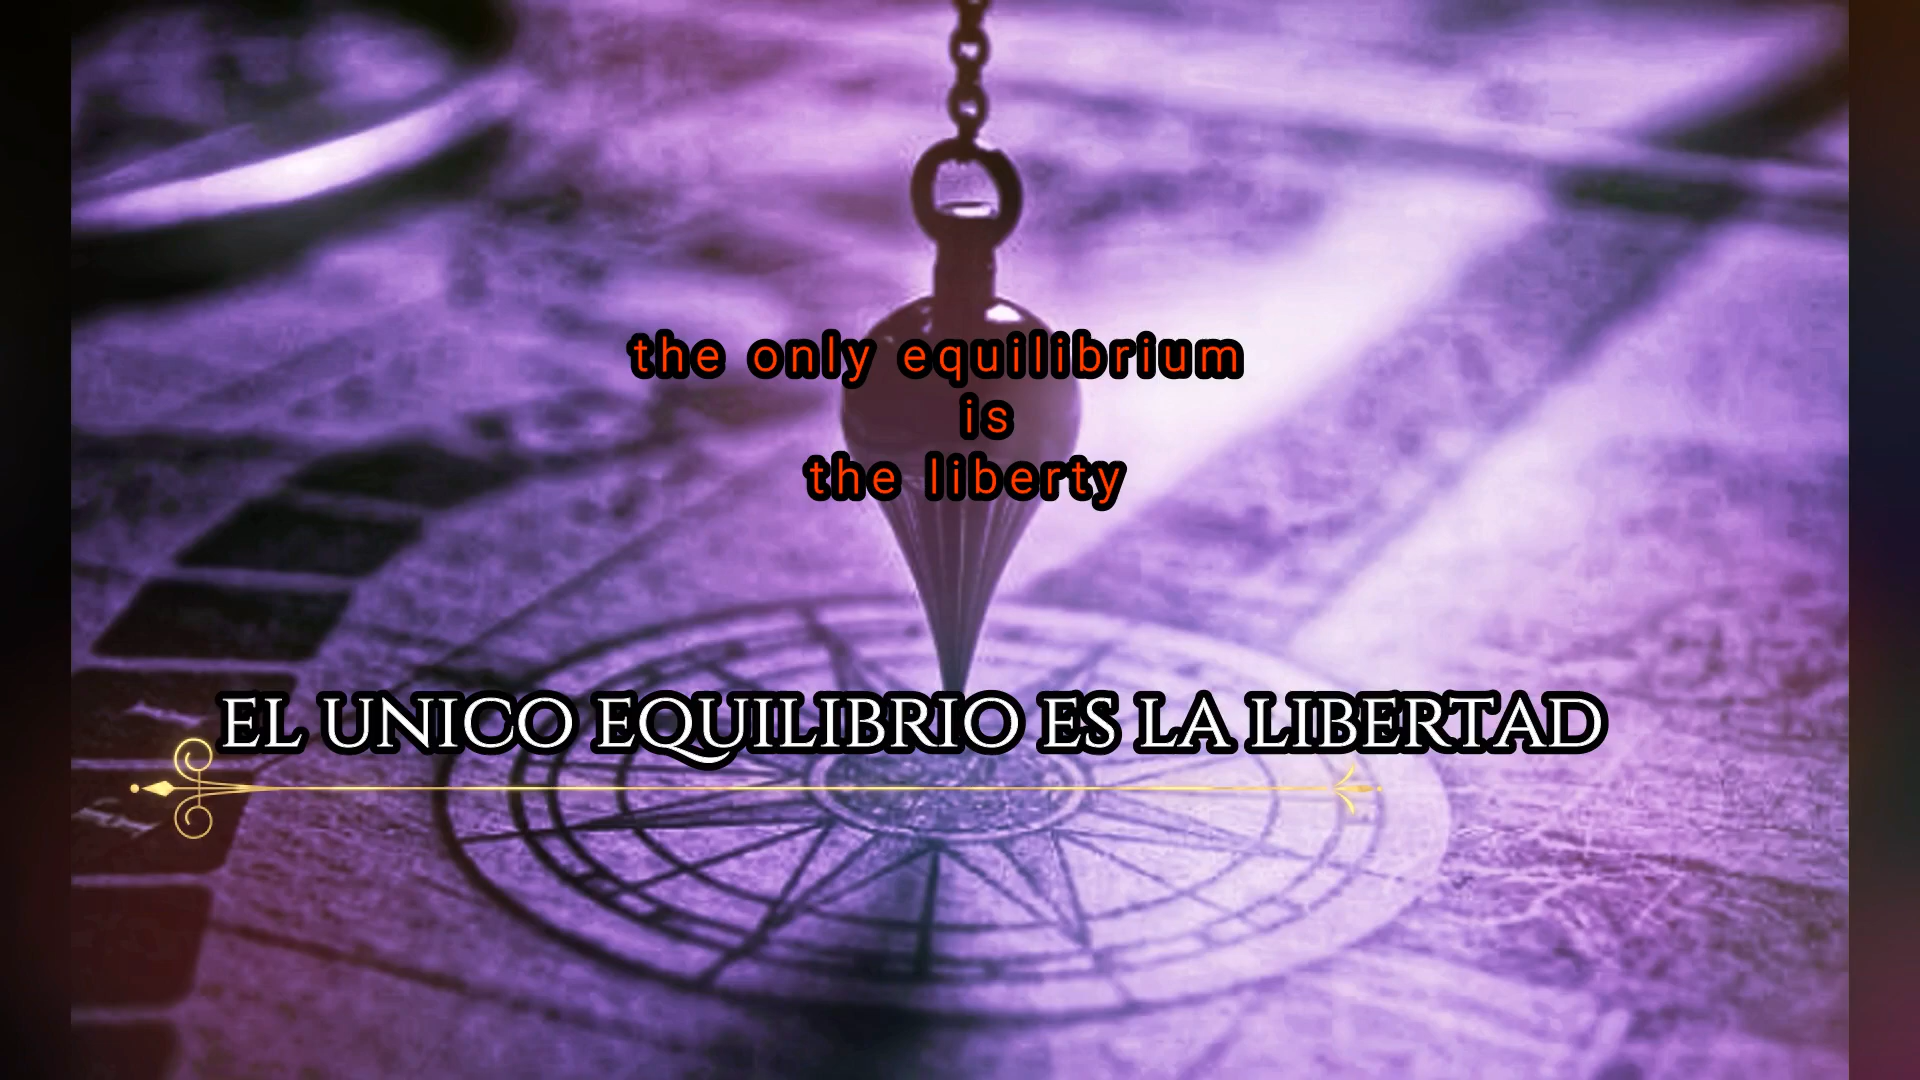 the only equilibrium
is
the liberty
EL UNICO EQUILIBRIO ES LA LIBERTAD